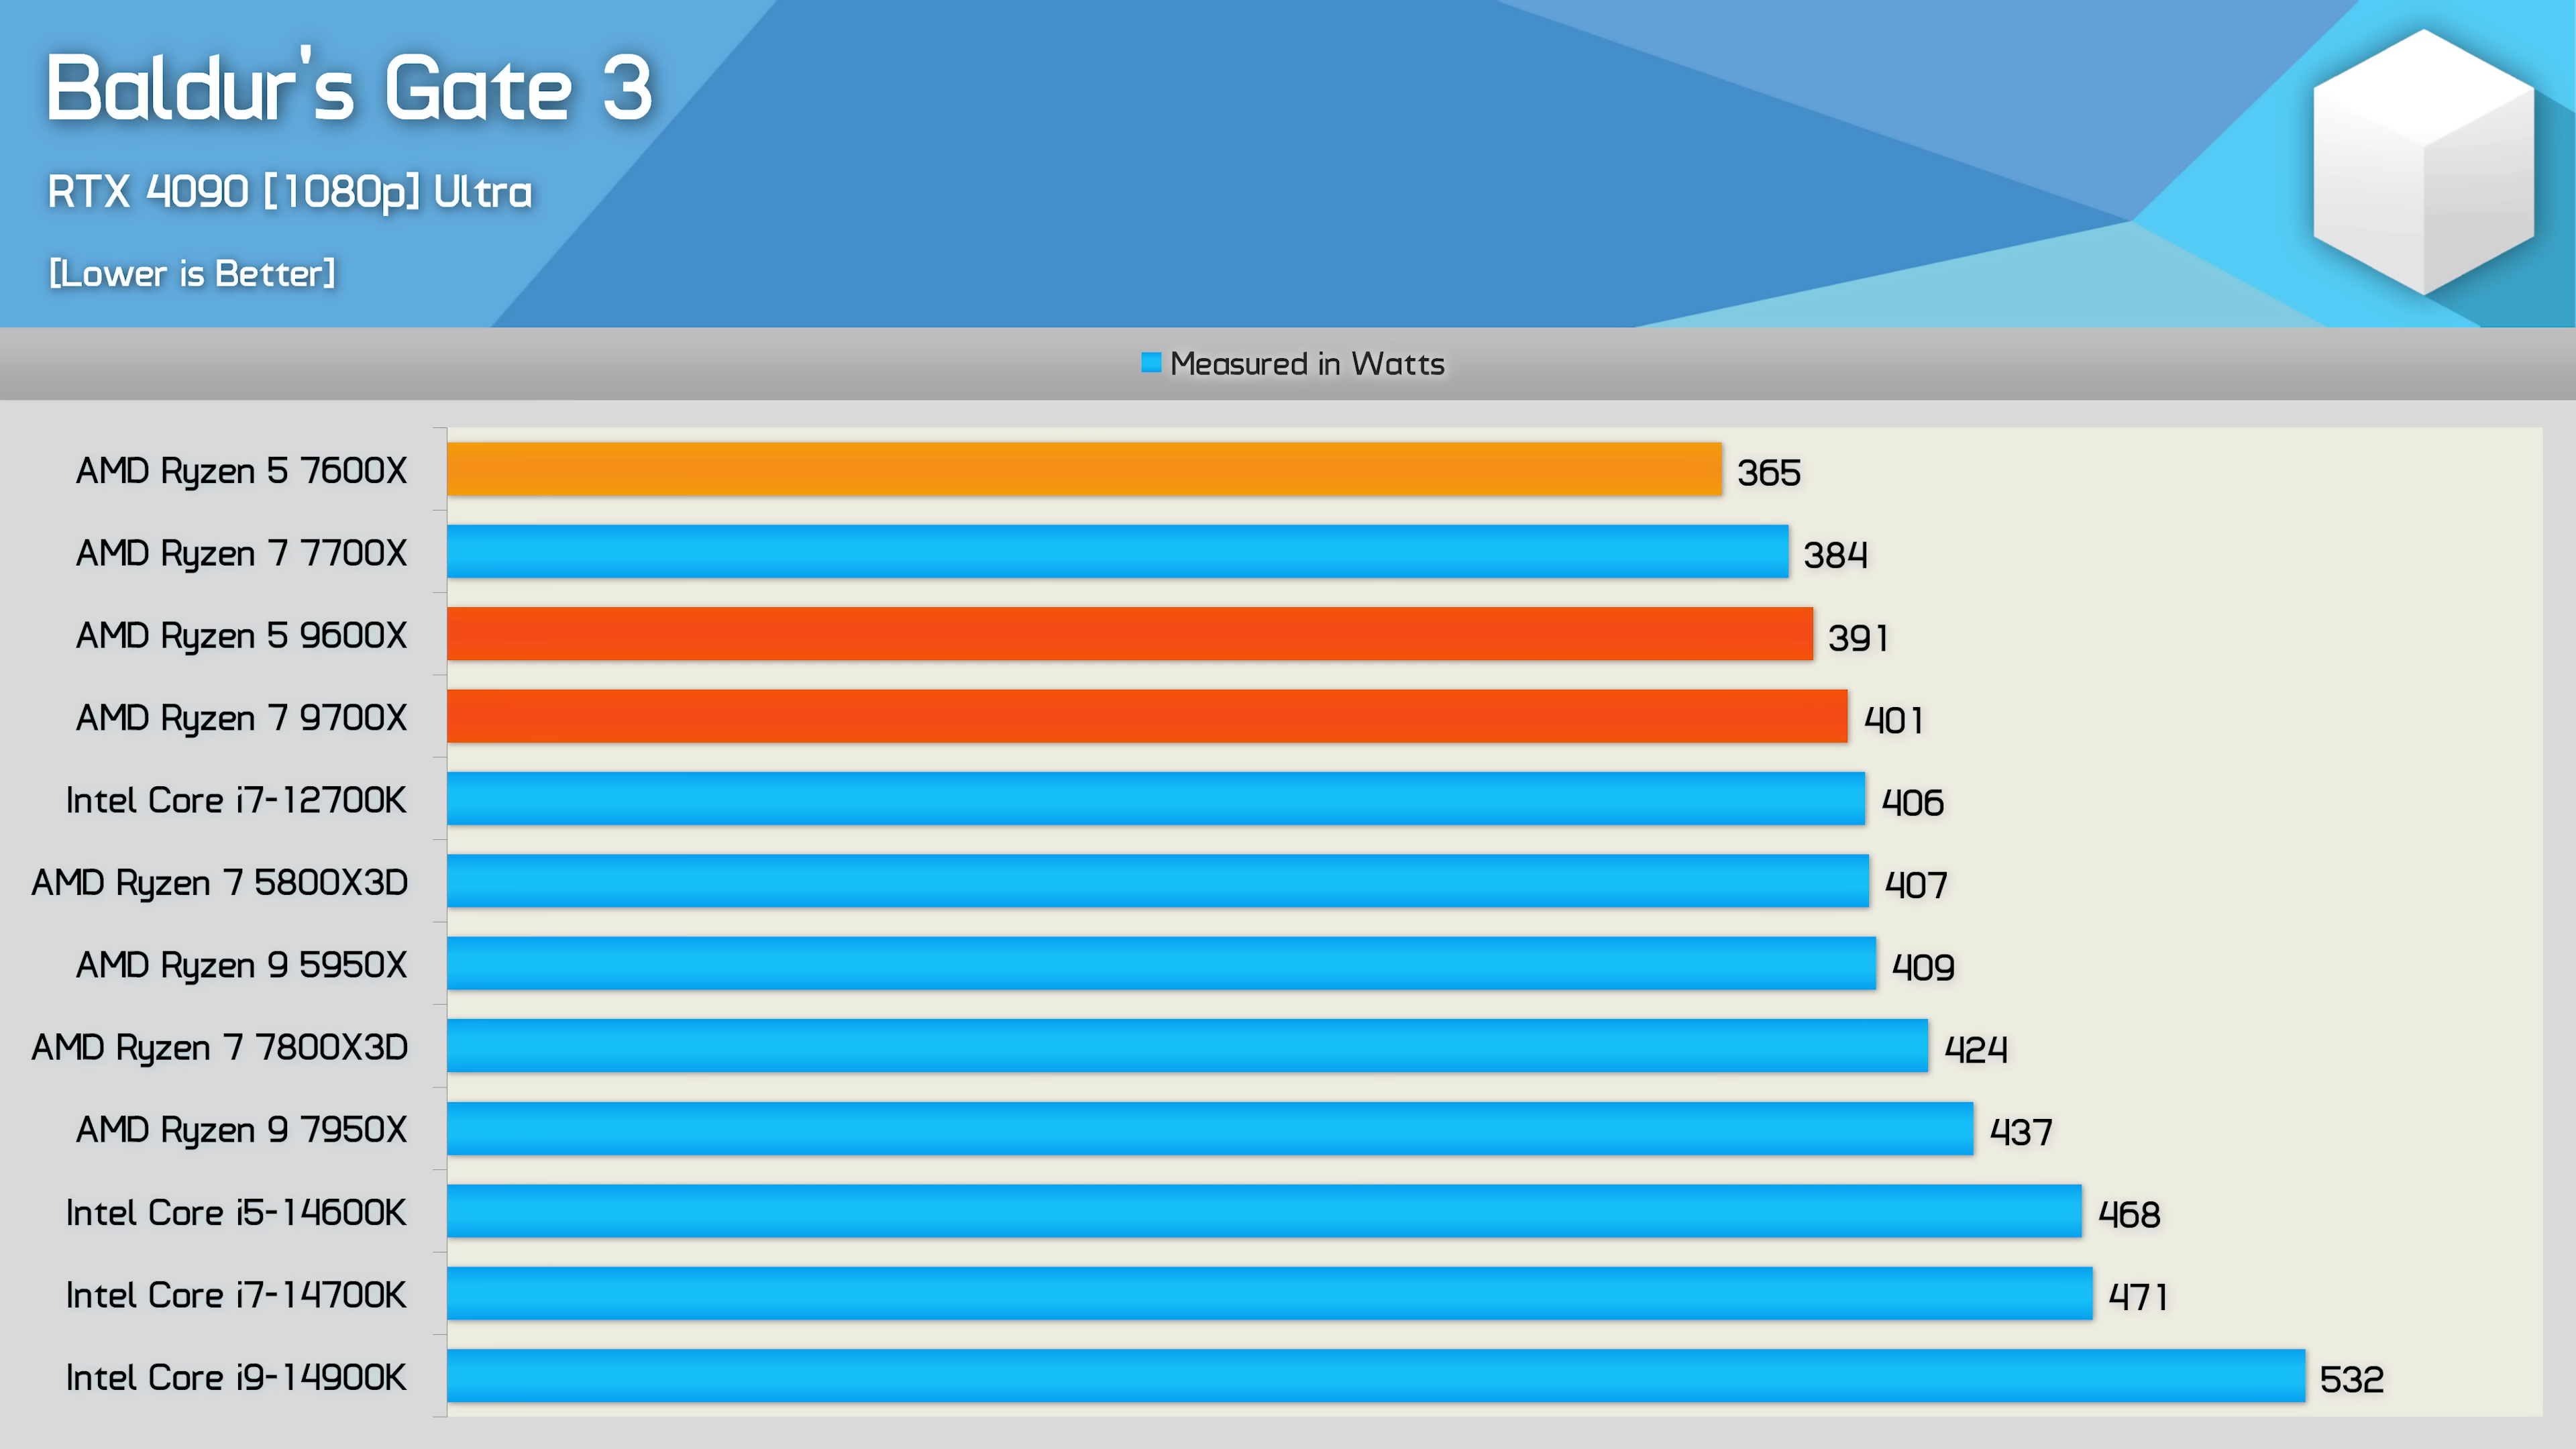 Baldur's Gate 3
RTX 4090 [1080p] Ultra
[Lower is Better]
Measured in Watts
AMD Ryzen 5 7600X 365
AMD Ryzen 7 7700X 384
AMD Ryzen 5 9600X 391
AMD Ryzen 7 9700X 401
Intel Core i7-12700K 406
AMD Ryzen 7 5800X3D 407
AMD Ryzen 9 5950X 409
AMD Ryzen 7 7800X3D 424
AMD Ryzen 9 7950X 437
Intel Core i5-14600K 468
Intel Core i7-14700K 471
Intel Core i9-14900K 532